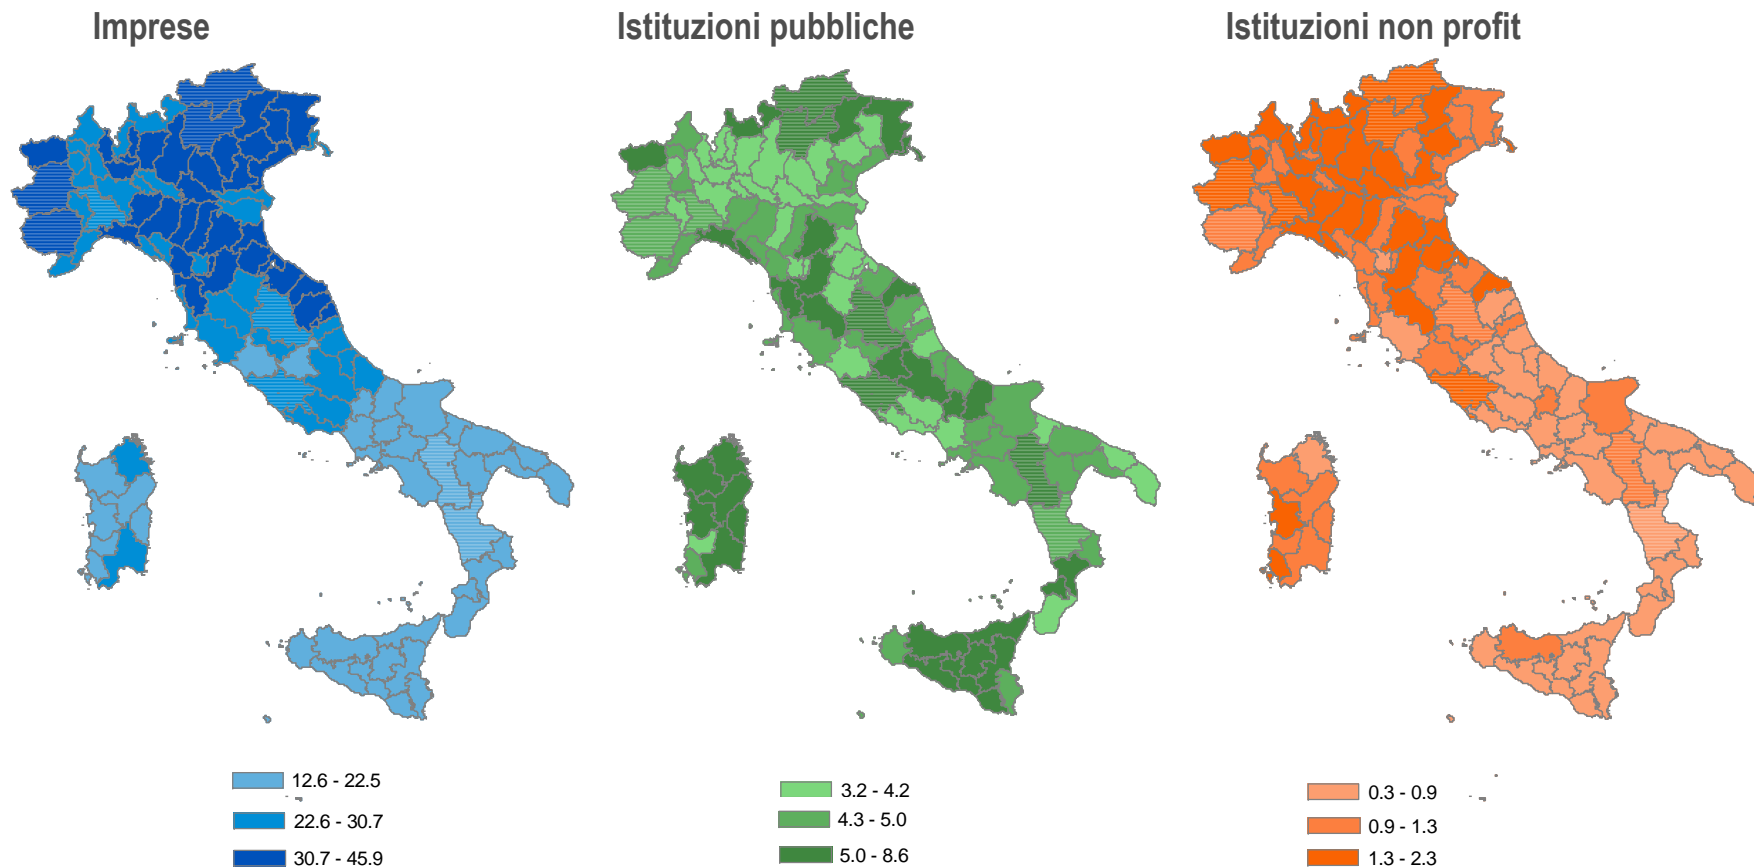 Imprese
Istituzioni pubbliche
Istituzioni non profit
12.6 - 22.5
22.6 - 30.7
30.7 - 45.9
3.2 - 4.2
4.3 - 5.0
5.0 - 8.6
0.3 - 0.9
0.9 - 1.3
1.3 - 2.3